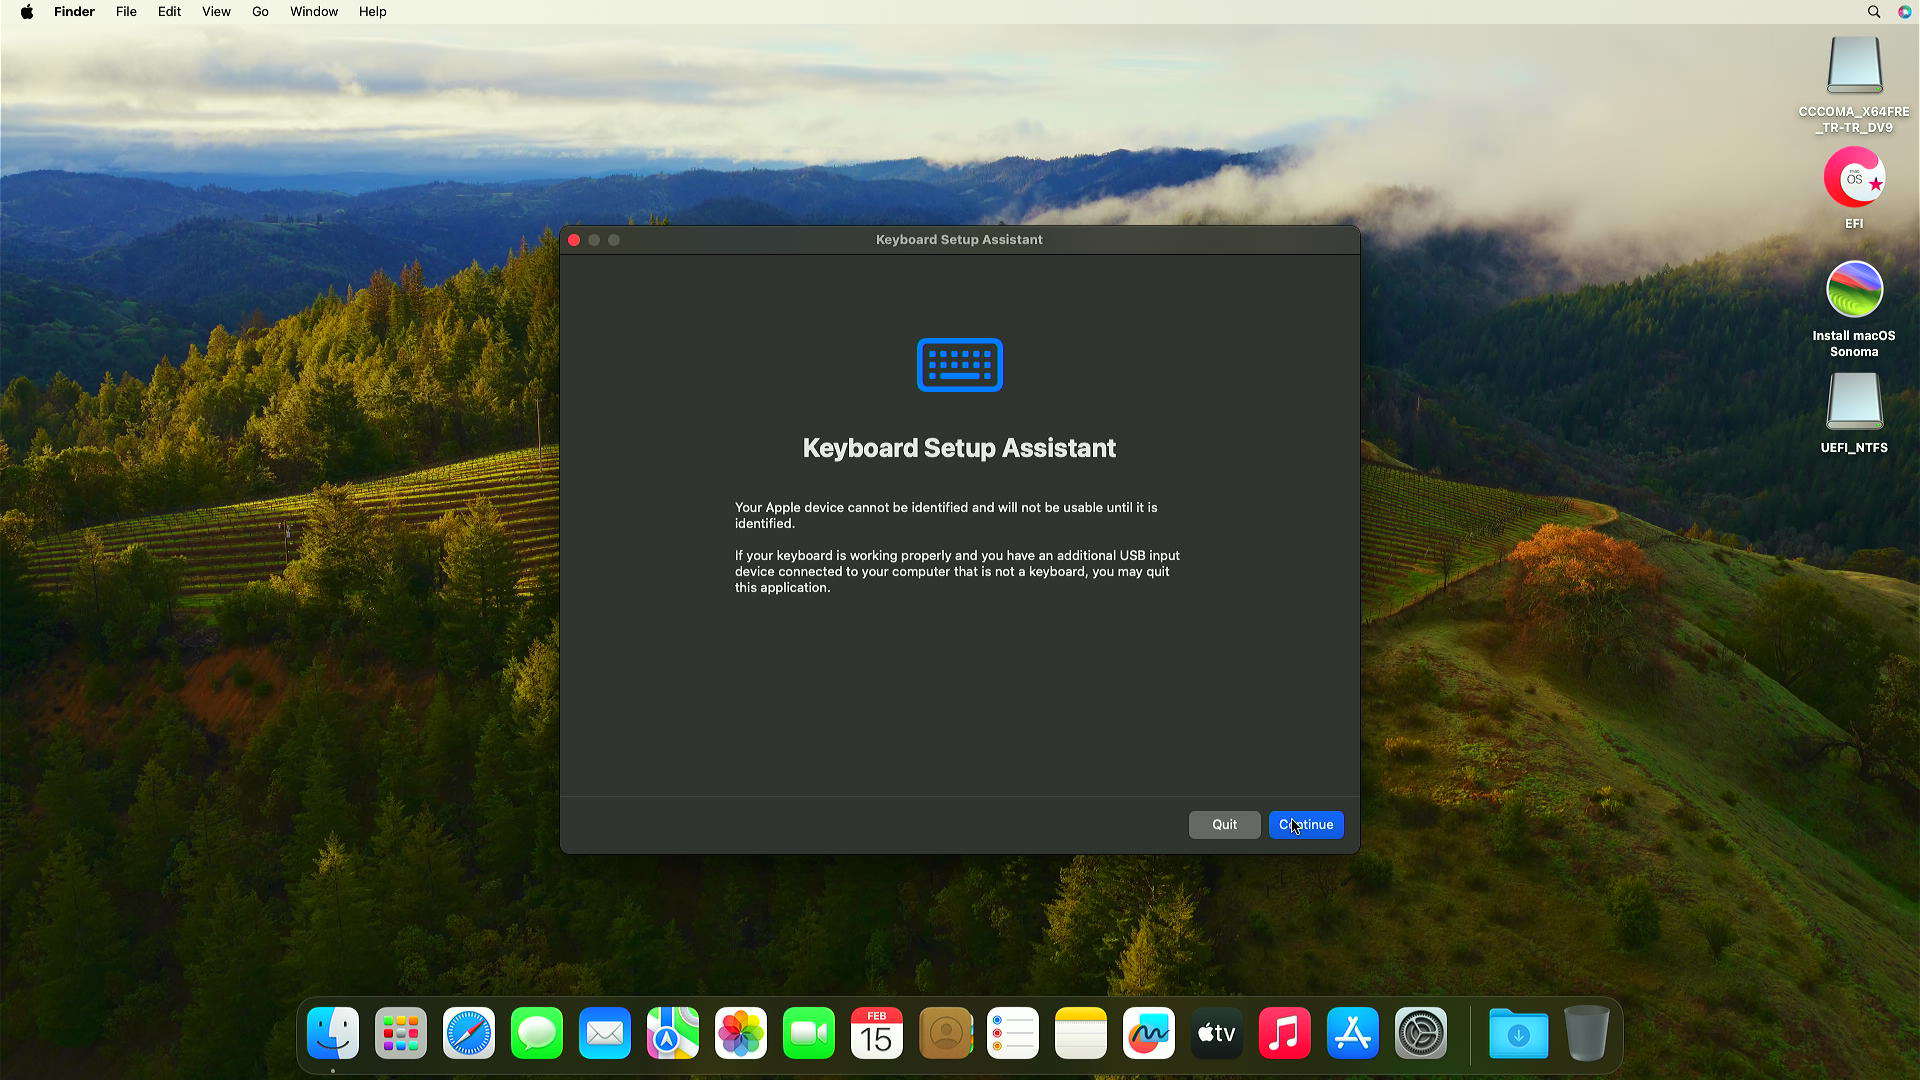 Finder File Edit View Go Window Help
CCCOMA_X64FRE
_TR-TR_DV9
mac
OS
EFI
Install macOS
Sonoma
UEFI_NTFS
Keyboard Setup Assistant
Keyboard Setup Assistant
Your Apple device cannot be identified and will not be usable until it is
identified.
If your keyboard is working properly and you have an additional USB input
device connected to your computer that is not a keyboard, you may quit
this application.
Quit Continue
FEB
15
tv